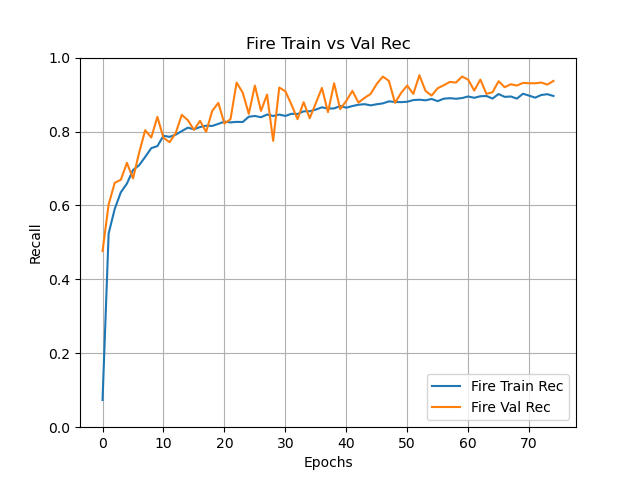 Fire Train vs Val Rec
1.0
0.8
0.6
0.4
0.2
0.0
Recall
0 10 20 30 40 50 60 70
Epochs
Fire Train Rec
Fire Val Rec